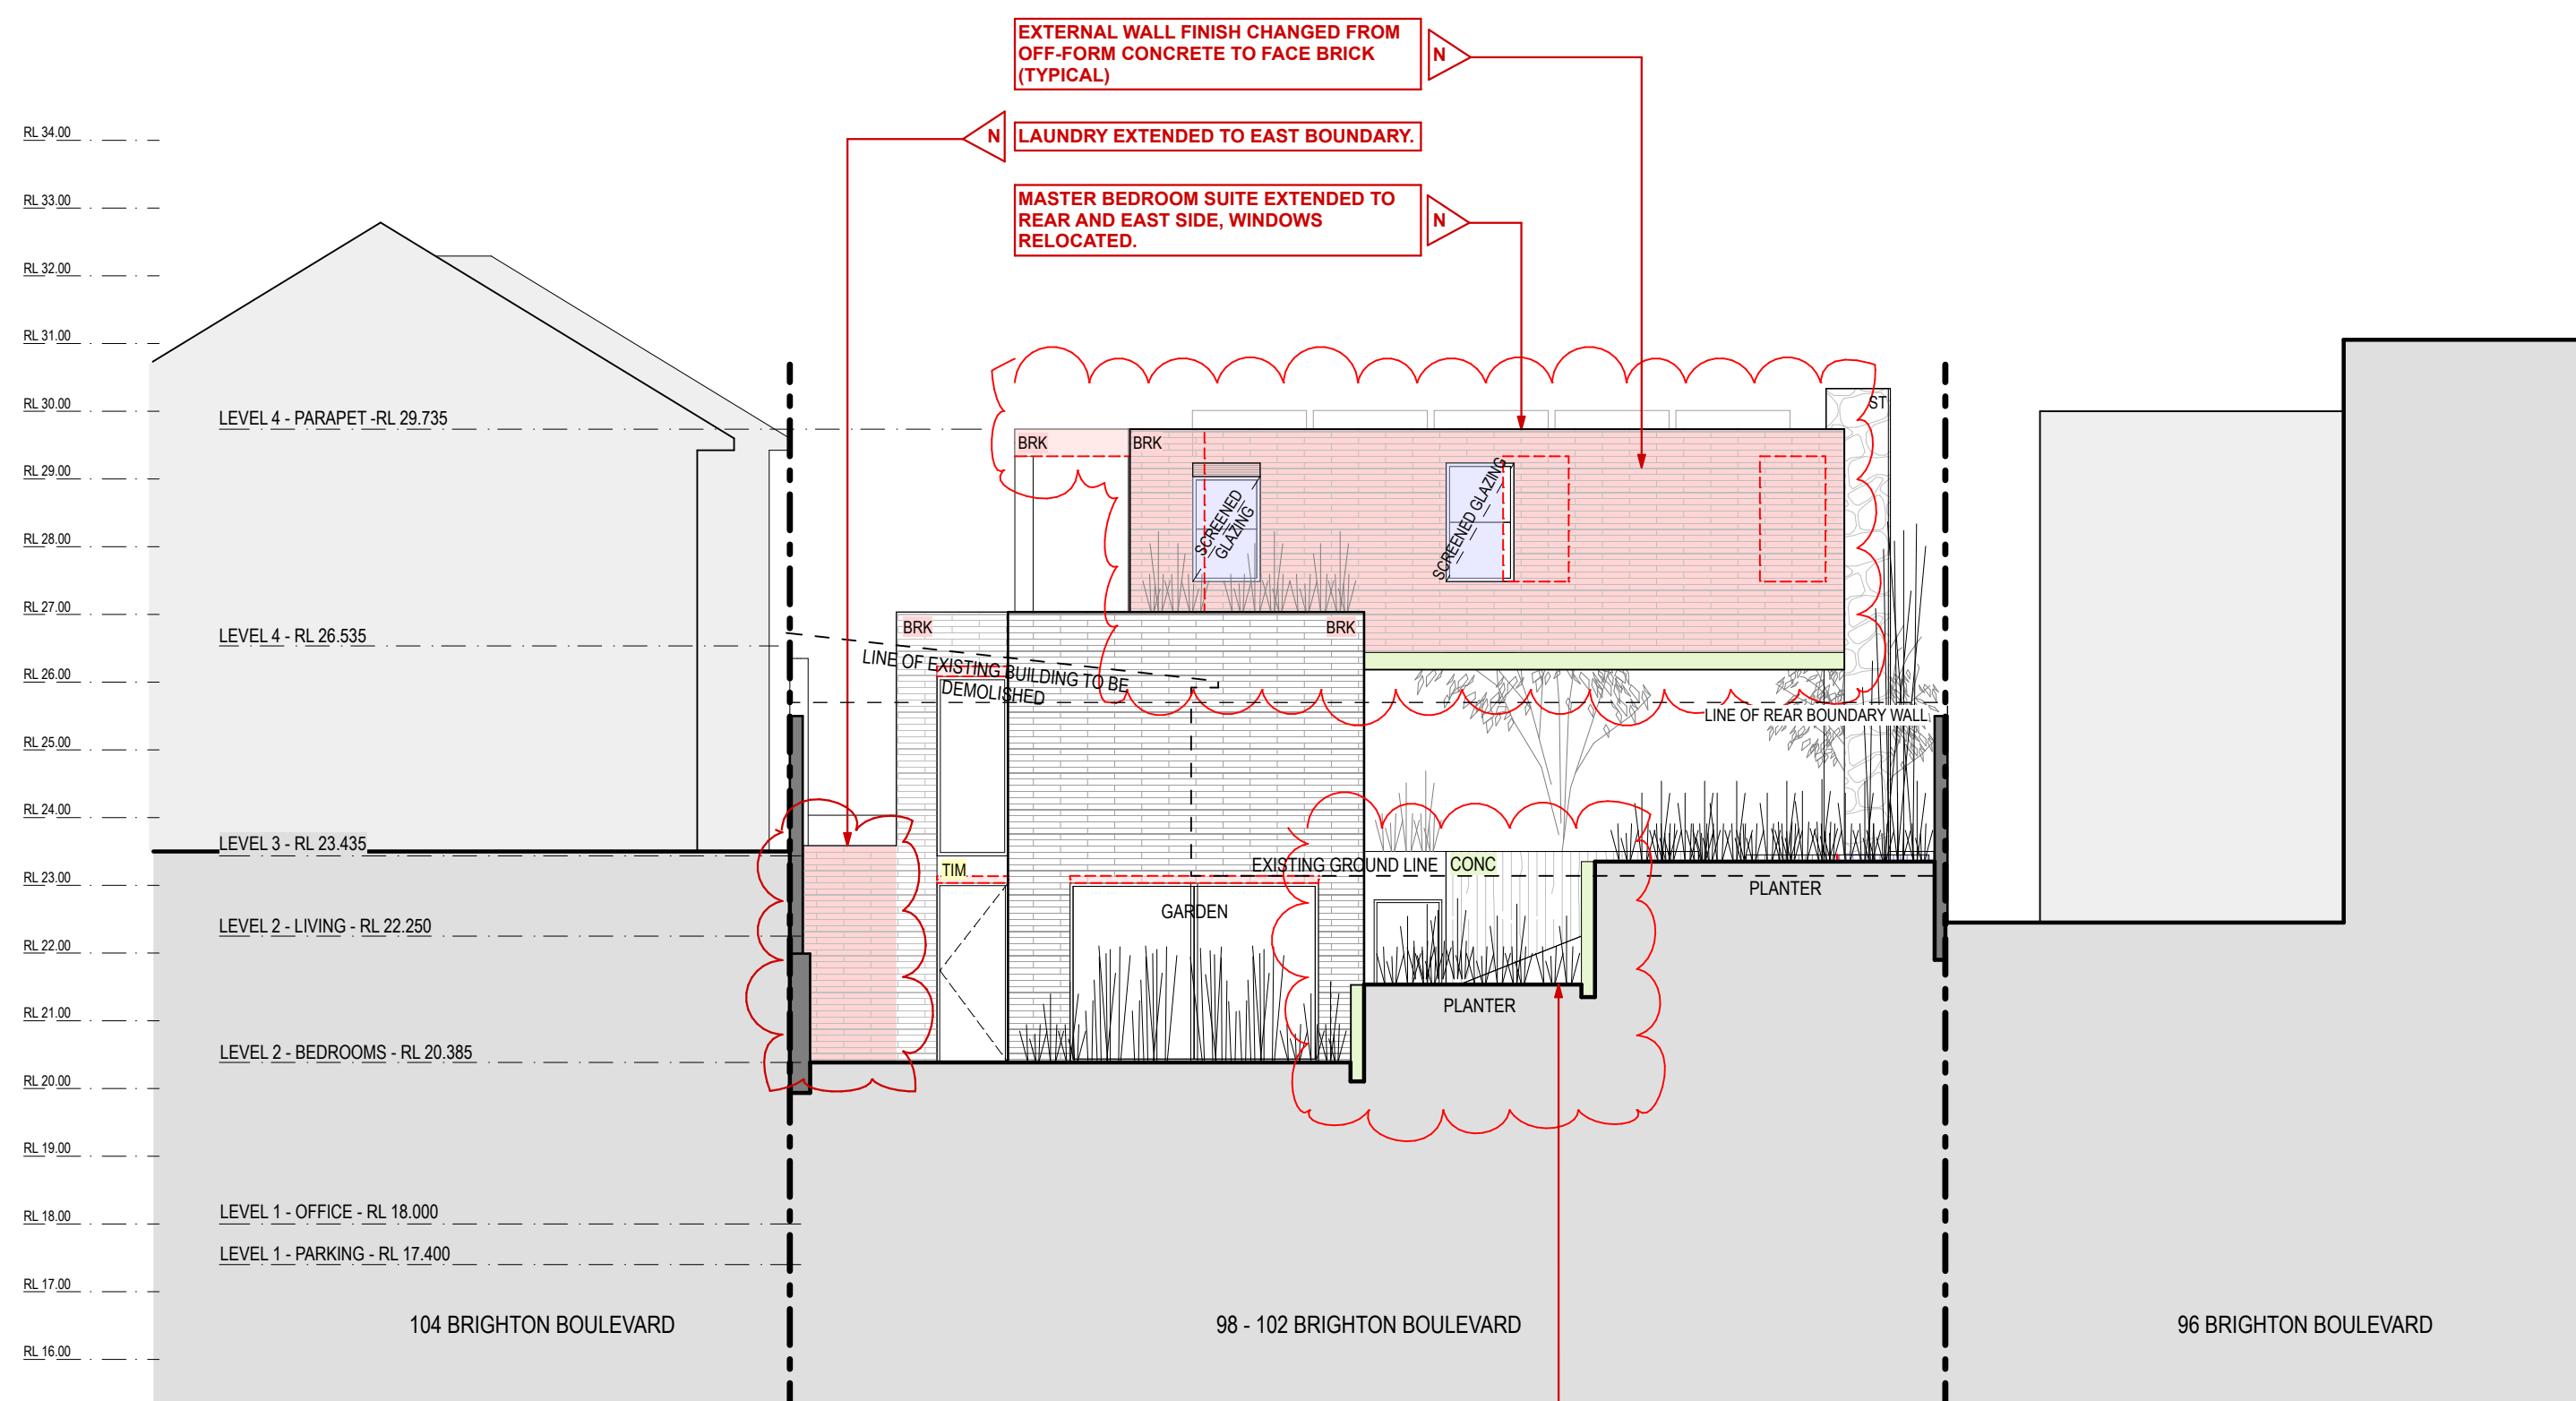 EXTERNAL WALL FINISH CHANGED FROM
OFF-FORM CONCRETE TO FACE BRICK
(TYPICAL)
N
N
LAUNDRY EXTENDED TO EAST BOUNDARY.
MASTER BEDROOM SUITE EXTENDED TO
REAR AND EAST SIDE, WINDOWS
RELOCATED.
N
RL 34.00
RL 33.00
RL 32.00
RL 31.00
RL 30.00
RL 29.00
RL 28.00
RL 27.00
RL 26.00
RL 25.00
RL 24.00
RL 23.00
RL 22.00
RL 21.00
RL 20.00
RL 19.00
RL 18.00
RL 17.00
RL 16.00
LEVEL 4 - PARAPET -RL 29.735
LEVEL 4 - RL 26.535
LEVEL 3 - RL 23.435
LEVEL 2 - LIVING - RL 22.250
LEVEL 2 - BEDROOMS - RL 20.385
LEVEL 1 - OFFICE - RL 18.000
LEVEL 1 - PARKING - RL 17.400
ST
BRK
BRK
SCREENED
GLAZING
SCREENED GLAZING
BRK
BRK
LINE OF EXISTING BUILDING TO BE
DEMOLISHED
LINE OF REAR BOUNDARY WALL
TIM
EXISTING GROUND LINE
CONC
PLANTER
GARDEN
PLANTER
104 BRIGHTON BOULEVARD
98 - 102 BRIGHTON BOULEVARD
96 BRIGHTON BOULEVARD